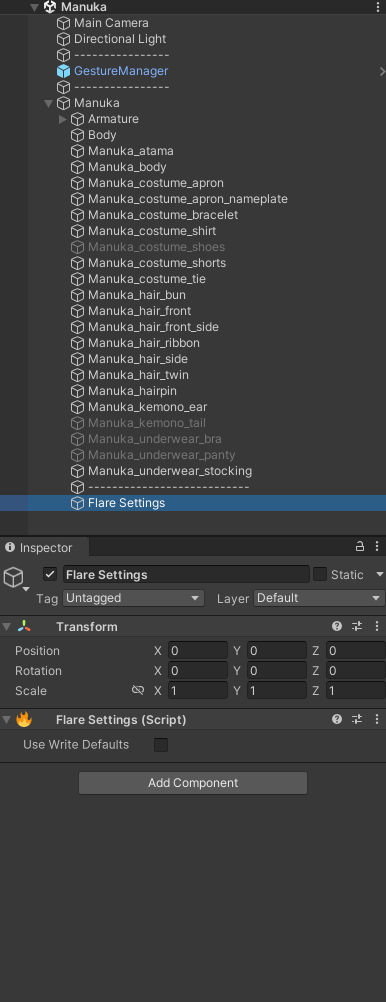 Manuka
Main Camera
Directional Light
----------------
GestureManager
----------------
Manuka
Armature
Body
Manuka_atama
Manuka_body
Manuka_costume_apron
Manuka_costume_apron_nameplate
Manuka_costume_bracelet
Manuka_costume_shirt
Manuka_costume_shoes
Manuka_costume_shorts
Manuka_costume_tie
Manuka_hair_bun
Manuka_hair_front
Manuka_hair_front_side
Manuka_hair_ribbon
Manuka_hair_side
Manuka_hair_twin
Manuka_hairpin
Manuka_kemono_ear
Manuka_kemono_tail
Manuka_underwear_bra
Manuka_underwear_panty
Manuka_underwear_stocking
---------------------------
Flare Settings
Inspector
Flare Settings Static
Tag Untagged Layer Default
Transform
Position X 0 Y 0 Z 0
Rotation X 0 Y 0 Z 0
Scale X 1 Y 1 Z 1
Flare Settings (Script)
Use Write Defaults
Add Component